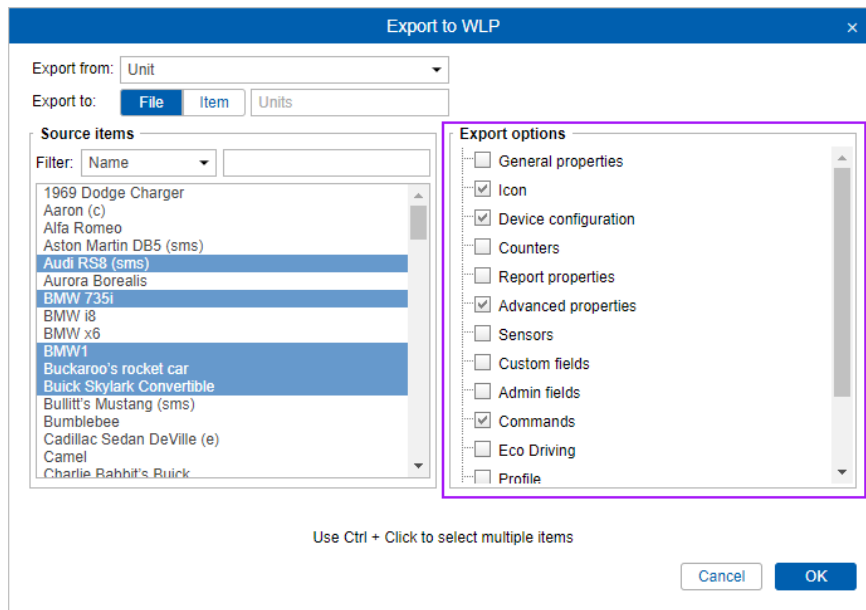 Export to WLP ×
Export from: Unit
Export to: File Item Units
Source items
Filter: Name
1969 Dodge Charger
Aaron (c)
Alfa Romeo
Aston Martin DB5 (sms)
Audi RS8 (sms)
Aurora Borealis
BMW 735i
BMW i8
BMW x6
BMW1
Buckaroo's rocket car
Buick Skylark Convertible
Bullitt's Mustang (sms)
Bumblebee
Cadillac Sedan DeVille (e)
Camel
Charlie Babbit's Buick
Export options
General properties
Icon
Device configuration
Counters
Report properties
Advanced properties
Sensors
Custom fields
Admin fields
Commands
Eco Driving
Profile
Use Ctrl + Click to select multiple items
Cancel OK